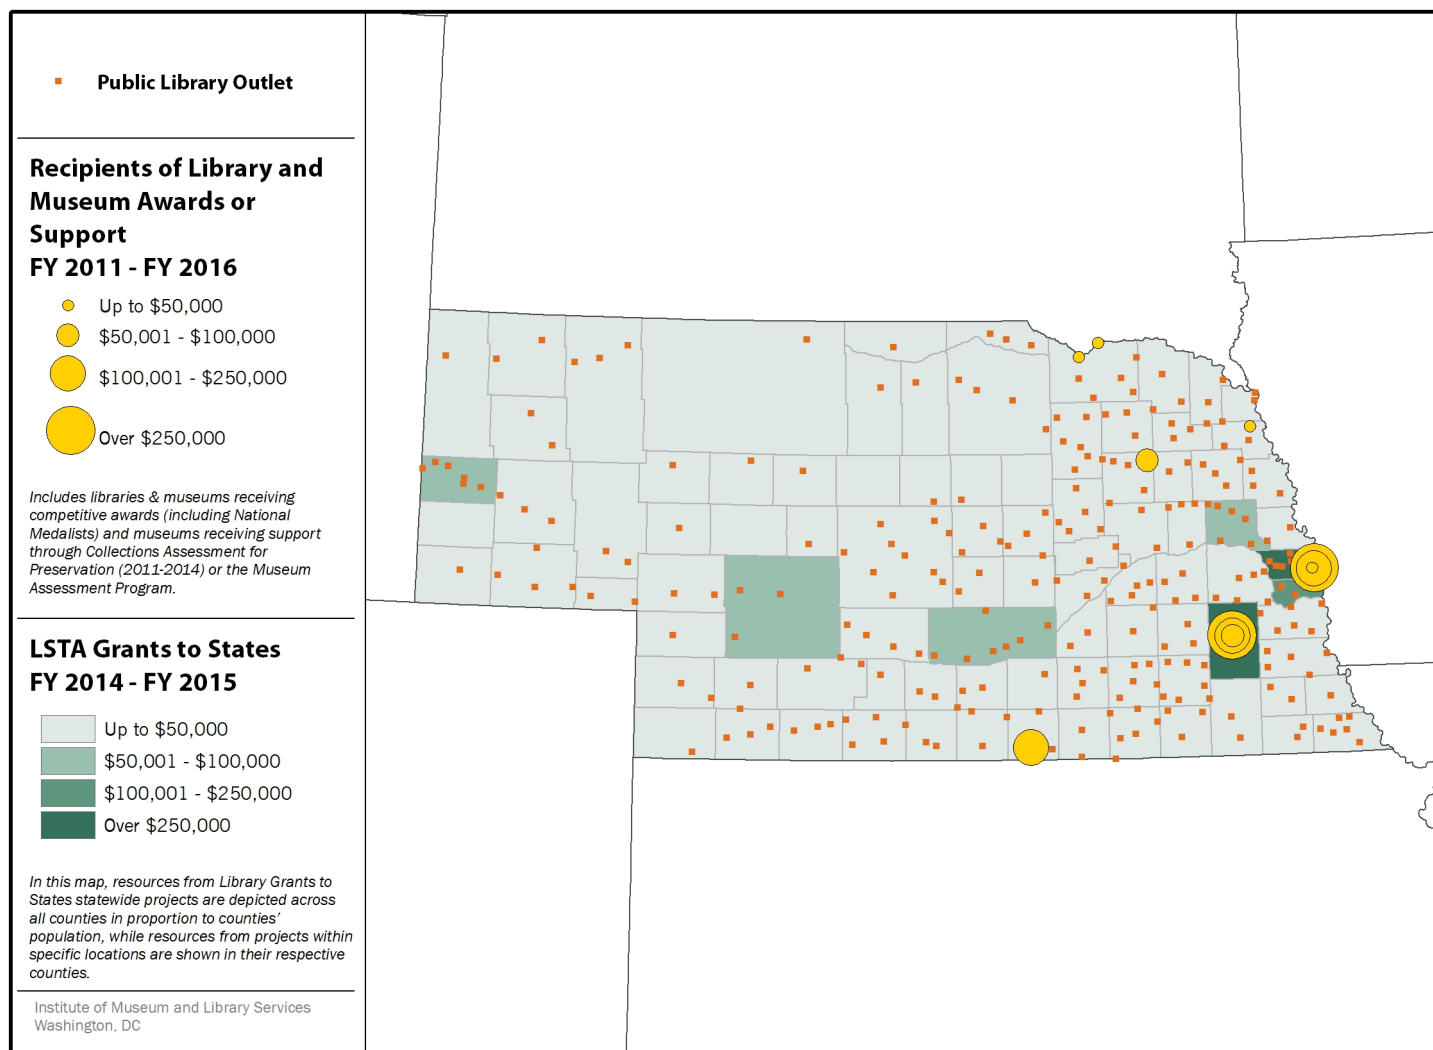 Public Library Outlet
Recipients of Library and
Museum Awards or
Support
FY 2011 - FY 2016
Up to $50,000
$50,001 - $100,000
$100,001 - $250,000
Over $250,000
Includes libraries & museums receiving
competitive awards (including National
Medalists) and museums receiving support
through Collections Assessment for
Preservation (2011-2014) or the Museum
Assessment Program.
LSTA Grants to States
FY 2014 - FY 2015
Up to $50,000
$50,001 - $100,000
$100,001 - $250,000
Over $250,000
In this map, resources from Library Grants to
States statewide projects are depicted across
all counties in proportion to counties’
population, while resources from projects within
specific locations are shown in their respective
counties.
Institute of Museum and Library Services
Washington, DC